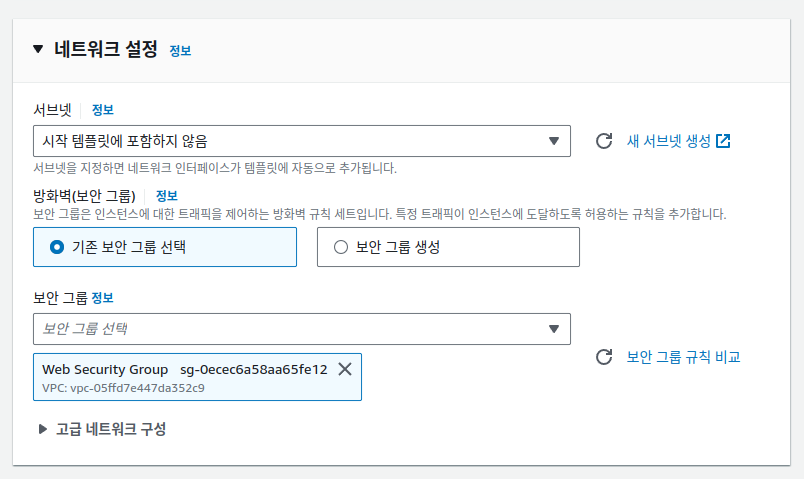 네트워크 설정 정보
서브넷 정보
시작 템플릿에 포함하지 않음
새 서브넷 생성
서브넷을 지정하면 네트워크 인터페이스가 템플릿에 자동으로 추가됩니다.
방화벽(보안 그룹) 정보
보안 그룹은 인스턴스에 대한 트래픽을 제어하는 방화벽 규칙 세트입니다. 특정 트래픽이 인스턴스에 도달하도록 허용하는 규칙을 추가합니다.
기존 보안 그룹 선택
보안 그룹 생성
보안 그룹 정보
보안 그룹 선택
Web Security Group sg-0ecec6a58aa65fe12
VPC: vpc-05ffd7e447da352c9
보안 그룹 규칙 비교
고급 네트워크 구성